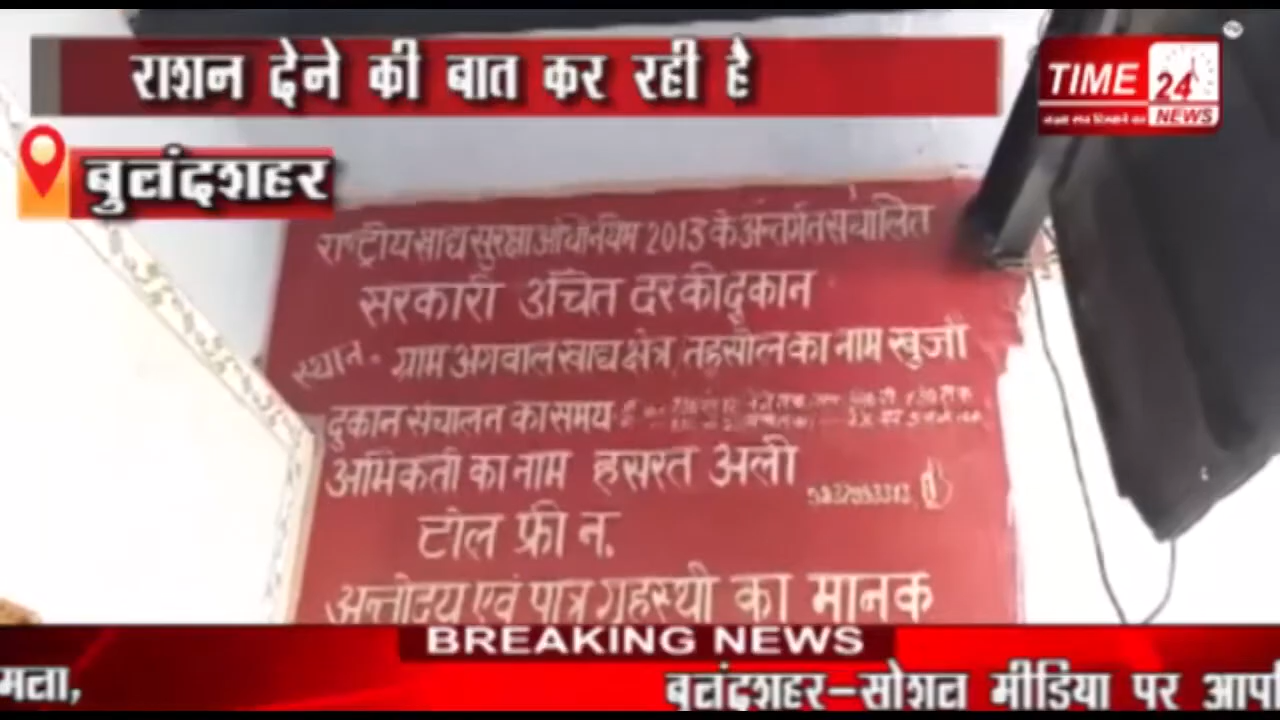 राशन देने की बात कर रही है
TIME 24
NEWS
बुलंदशहर
राष्ट्रीय खाद्य सुरक्षा अधिनियम 2013 के अन्तर्गत संचालित
सरकारी उचित दर की दुकान
स्थान - ग्राम अगवाल खाद्य क्षेत्र, तहसील का नाम खुर्जा
दुकान संचालन का समय
अभिकर्ता का नाम हसरत अली
टोल फ्री न.
अन्तोदय एवं पात्र गृहस्थी का मानक
BREAKING NEWS
मला, बुलंदशहर-सोशल मीडिया पर आप